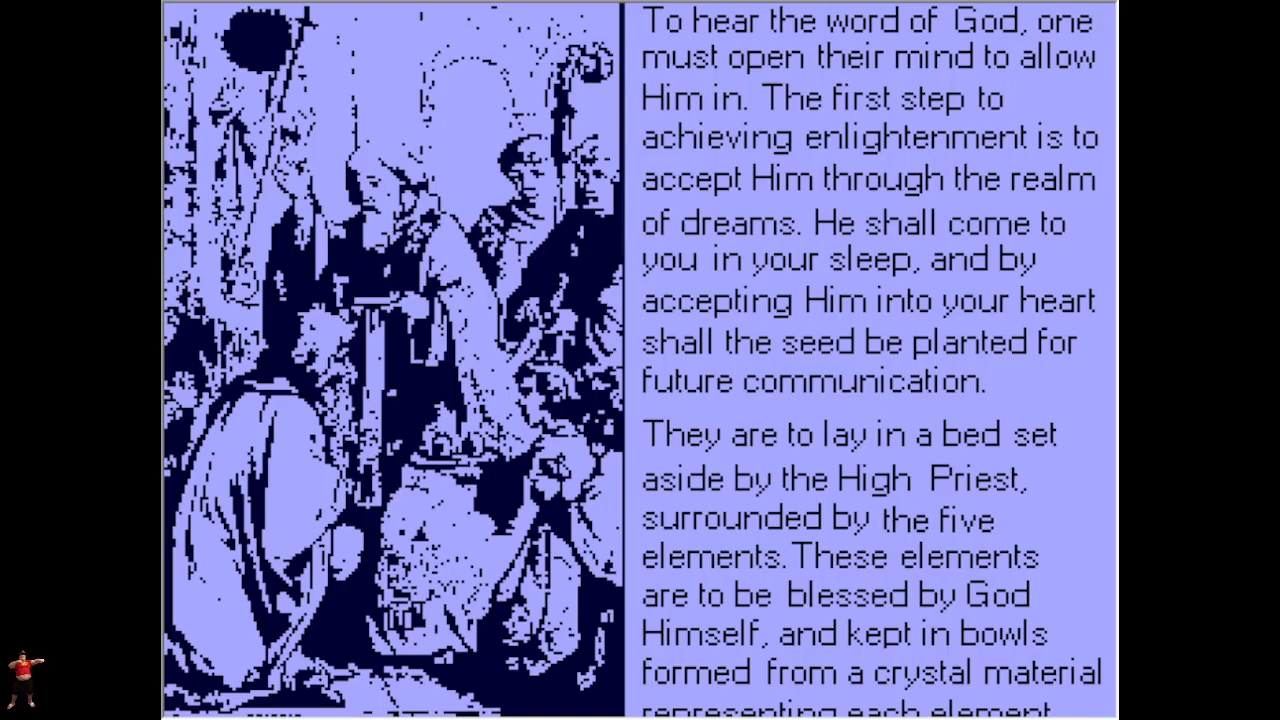 To hear the word of God, one
must open their mind to allow
Him in. The first step to
achieving enlightenment is to
accept Him through the realm
of dreams. He shall come to
you in your sleep, and by
accepting Him into your heart
shall the seed be planted for
future communication.
They are to lay in a bed set
aside by the High Priest,
surrounded by the five
elements. These elements
are to be blessed by God
Himself, and kept in bowls
formed from a crystal material
representing each element